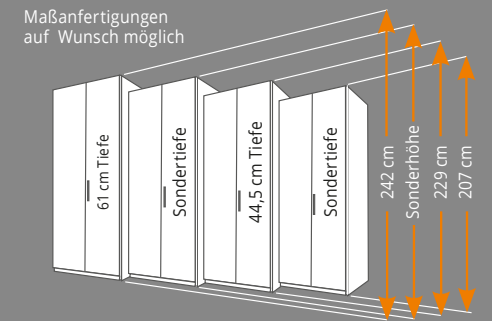 Maßanfertigungen
auf Wunsch möglich
61 cm Tiefe
Sondertiefe
44,5 cm Tiefe
Sondertiefe
242 cm
Sonderhöhe
229 cm
207 cm